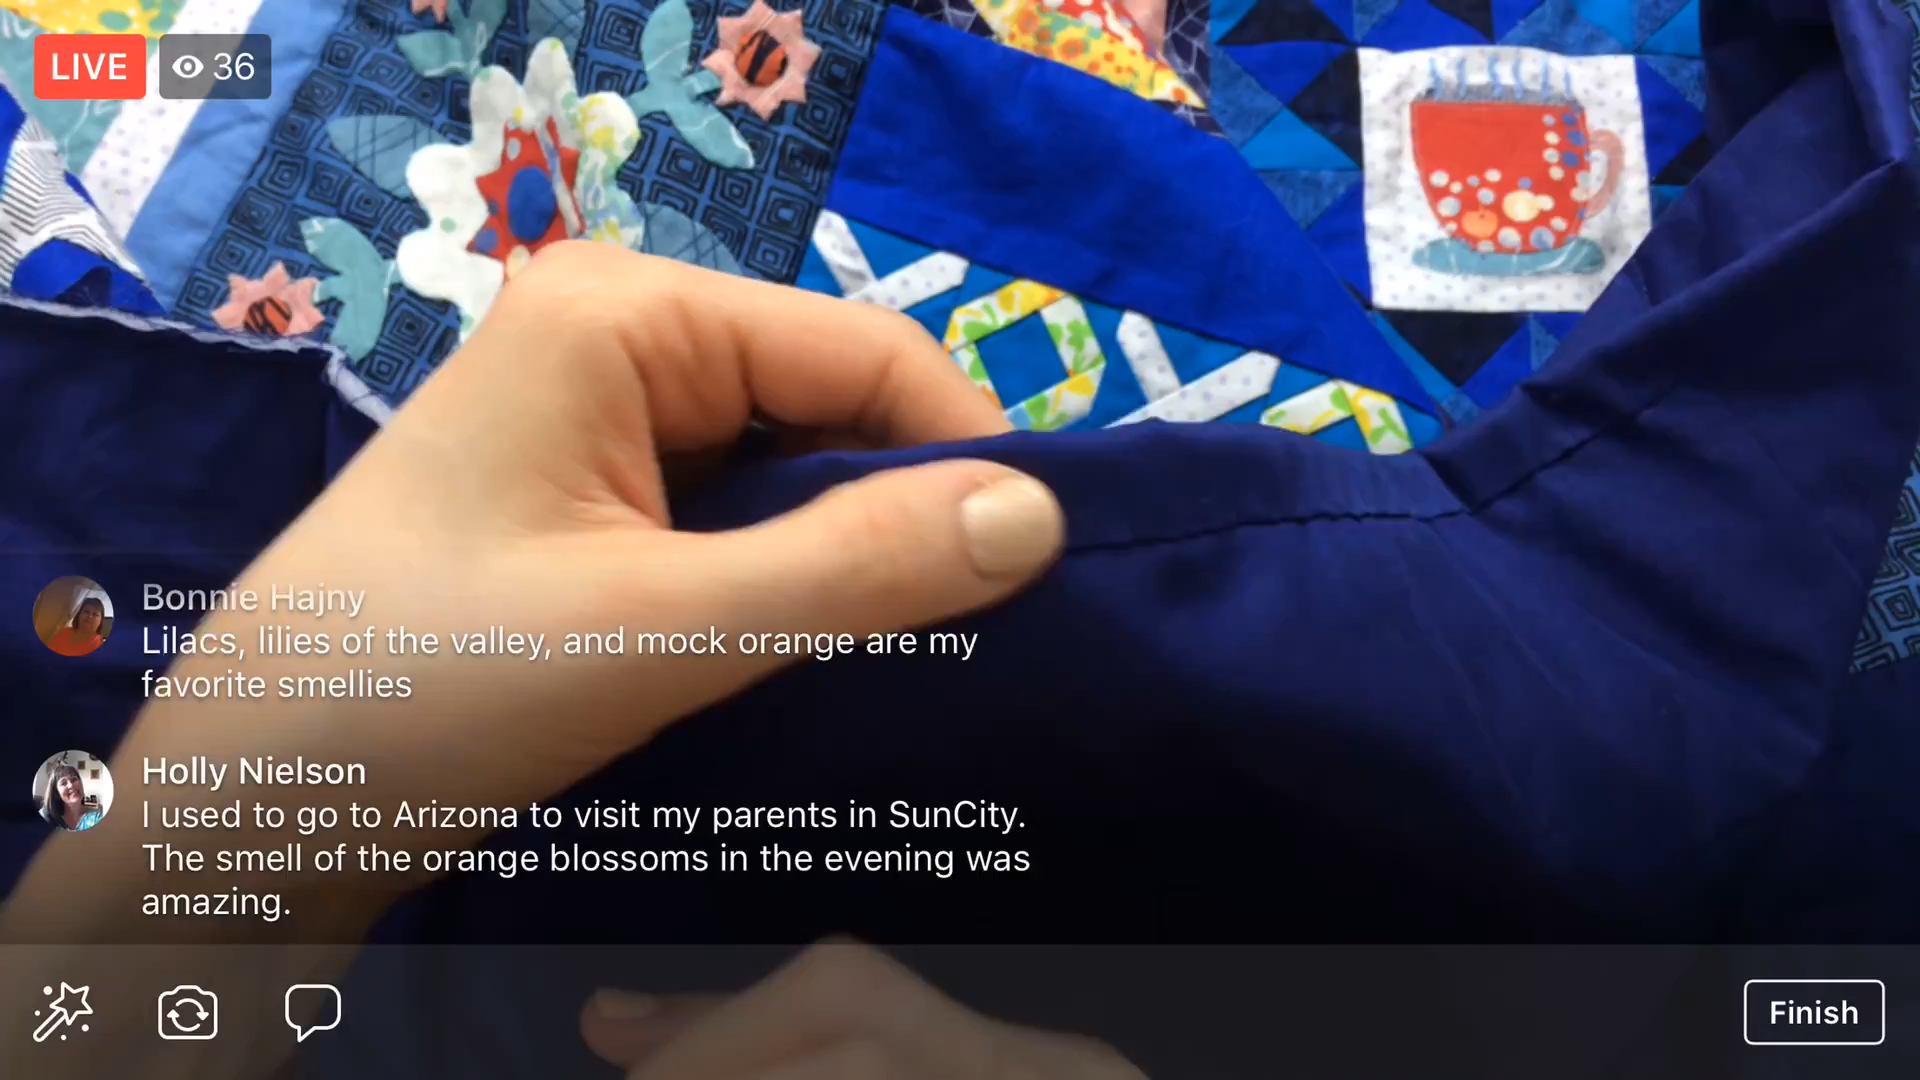 LIVE
36
Bonnie Hajny
Lilacs, lilies of the valley, and mock orange are my
favorite smellies
Holly Nielson
I used to go to Arizona to visit my parents in SunCity.
The smell of the orange blossoms in the evening was
amazing.
Finish